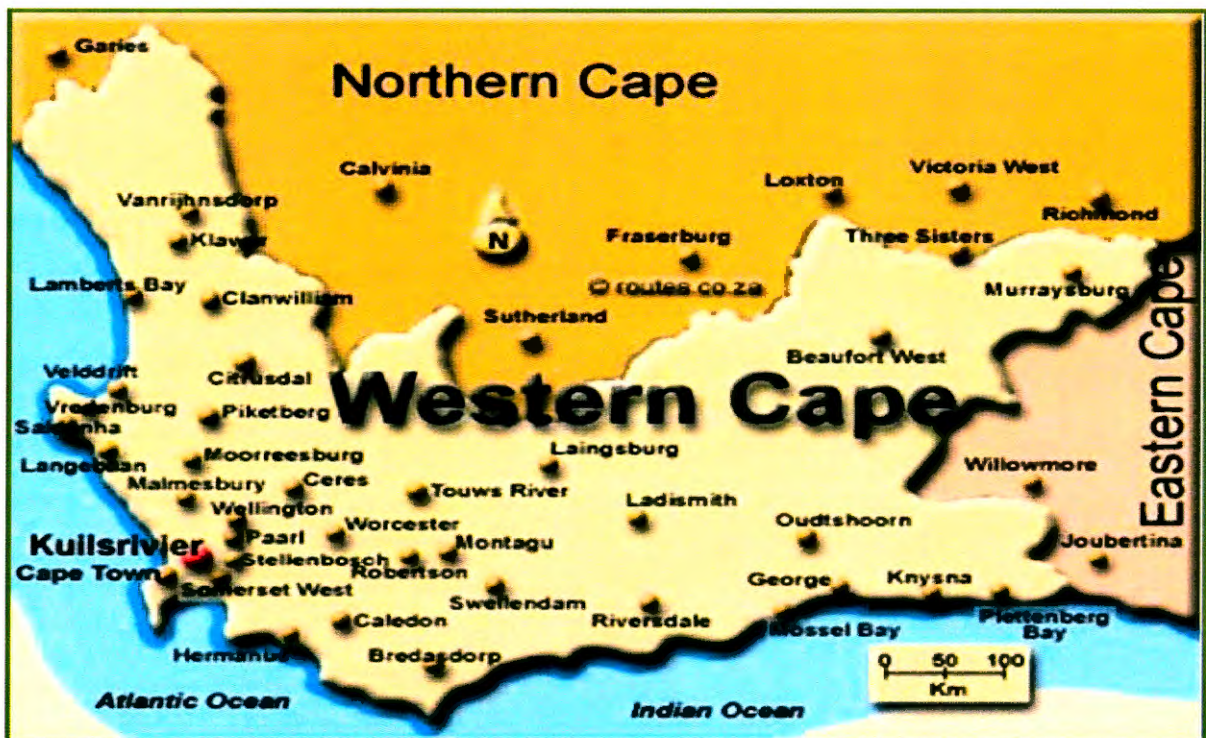 Garies
Northern Cape
Calvinia
Loxton
Victoria West
Richmond
Vanrijhnsdorp
Klawer
N
Fraserburg
Three Sisters
© routes.co.za
Lamberts Bay
Clanwilliam
Murraysburg
Sutherland
Beaufort West
Eastern Cape
Velddrift
Citrusdal
Western Cape
Vredenburg
Piketberg
Saldanha
Langebaan
Moorreesburg
Laingsburg
Willowmore
Malmesbury
Ceres
Touws River
Ladismith
Wellington
Worcester
Oudtshoorn
Kuilsrivier
Paarl
Montagu
Joubertina
Cape Town
Stellenbosch
Robertson
Somerset West
Swellendam
George
Knysna
Caledon
Riversdale
Mossel Bay
Plettenberg
Bay
Hermanus
Bredasdorp
0 50 100
Km
Atlantic Ocean
Indian Ocean